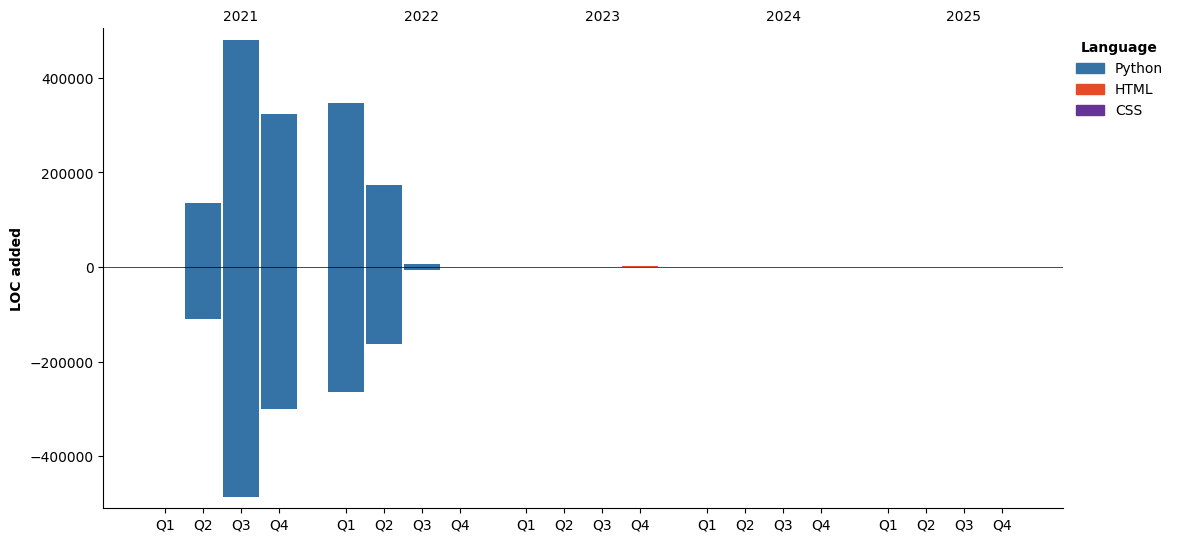 2021 2022 2023 2024 2025
Language
Python
HTML
CSS
LOC added
400000
200000
0
−200000
−400000
Q1 Q2 Q3 Q4 Q1 Q2 Q3 Q4 Q1 Q2 Q3 Q4 Q1 Q2 Q3 Q4 Q1 Q2 Q3 Q4